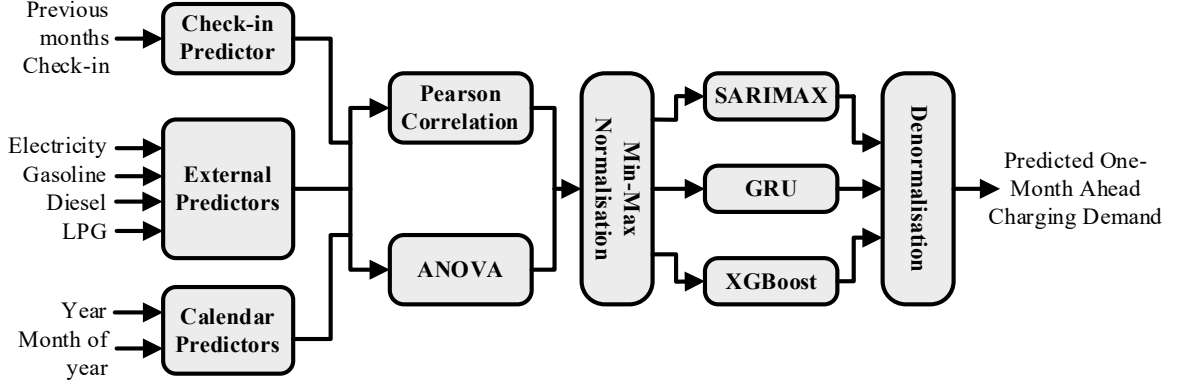 Previous
months
Check-in
Check-in
Predictor
Electricity
Gasoline
Diesel
LPG
External
Predictors
Year
Month of
year
Calendar
Predictors
Pearson
Correlation
ANOVA
Min-Max
Normalisation
SARIMAX
GRU
XGBoost
Denormalisation
Predicted One-
Month Ahead
Charging Demand